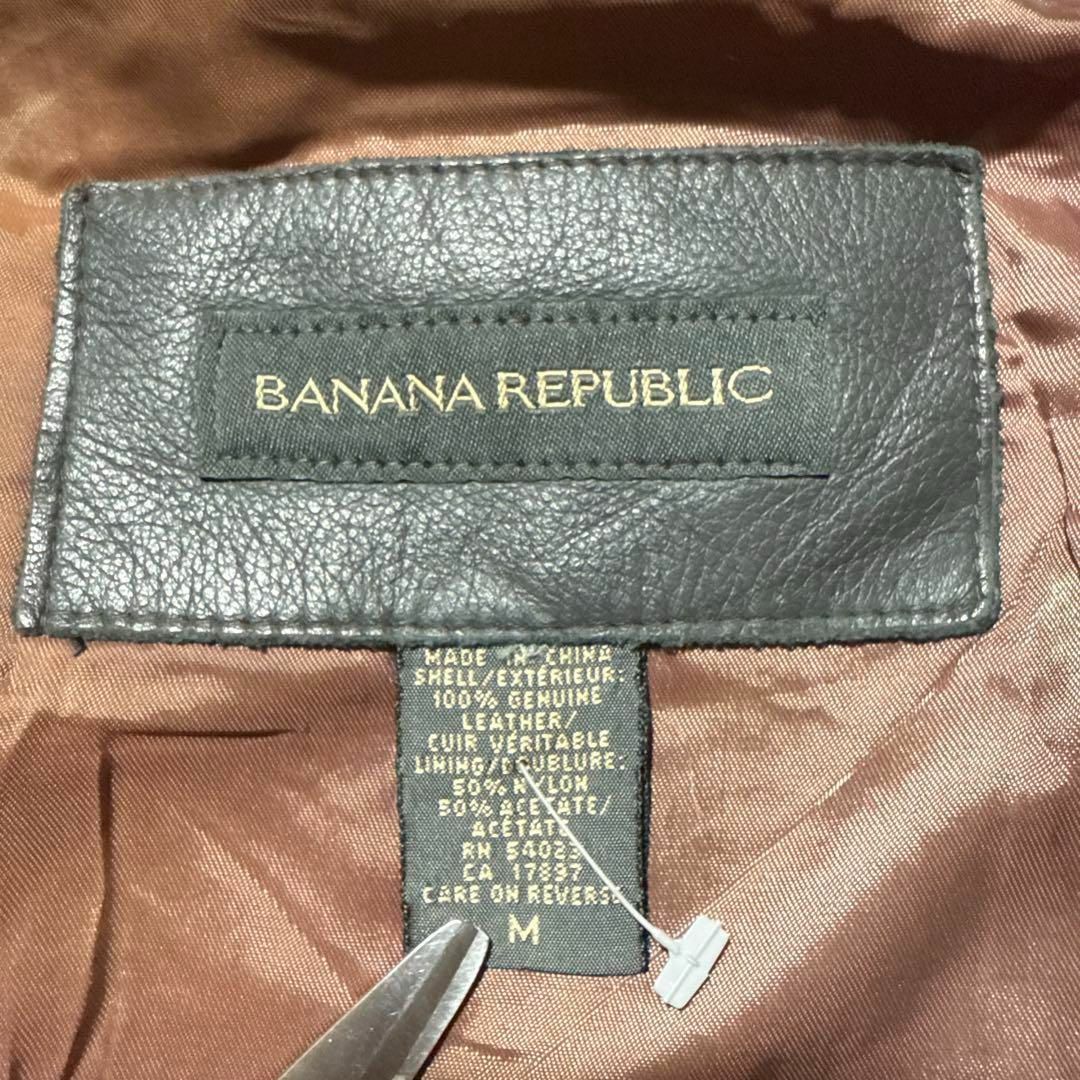 BANANA REPUBLIC
MADE IN CHINA
SHELL/EXTÉRIEUR:
100% GENUINE
LEATHER/
CUIR VÉRITABLE
LINING/DOUBLURE:
50% NYLON
50% ACETATE/
ACÉTATE
RN 54023
CA 17897
CARE ON REVERSE
M